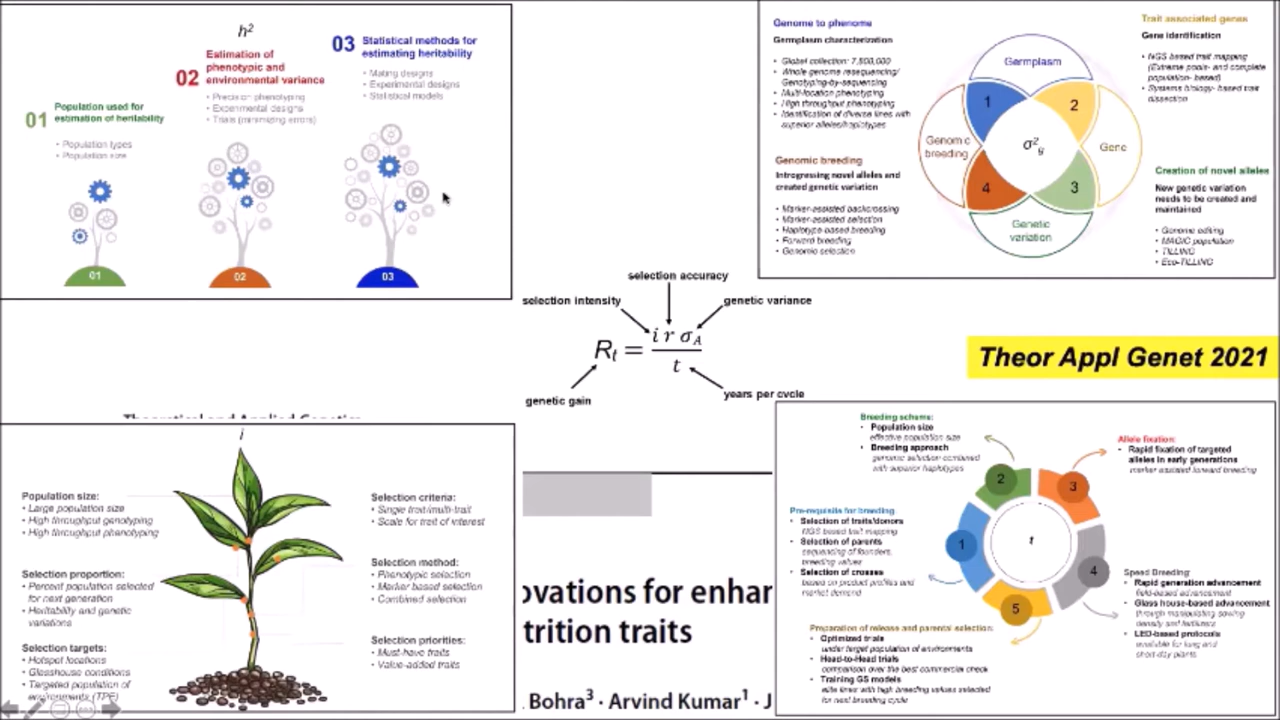 h²
03 Statistical methods for
estimating heritability
• Mating designs
• Experimental designs
• Statistical models
02 Estimation of
phenotypic and
environmental variance
• Precision phenotyping
• Experimental designs
• Trials (minimizing errors)
01 Population used for
estimation of heritability
• Population types
• Population size
01
02
03
Genome to phenome
Germplasm characterization
• Global collection: 7,800,000
• Whole genome resequencing/
Genotyping-by-sequencing
• Multi-location phenotyping
• High throughput phenotyping
• Identification of diverse lines with
superior alleles/haplotypes
Genomic breeding
Introgressing novel alleles and
created genetic variation
• Marker-assisted backcrossing
• Marker-assisted selection
• Haplotype-based breeding
• Forward breeding
• Genomic selection
Germplasm
1
2
Genomic
breeding
σ²g
Gene
4
3
Genetic
variation
Trait associated genes
Gene identification
• NGS based trait mapping
(Extreme pools- and complete
population- based)
• Systems biology- based trait
dissection
Creation of novel alleles
New genetic variation
needs to be created and
maintained
• Genome editing
• MAGIC population
• TILLING
• Eco-TILLING
selection accuracy
selection intensity
genetic variance
Rt = i r σA / t
genetic gain
years per cycle
Theor Appl Genet 2021
Theoretical and Applied Genetics
i
Population size:
• Large population size
• High throughput genotyping
• High throughput phenotyping
Selection proportion:
• Percent population selected
for next generation
• Heritability and genetic
variations
Selection targets:
• Hotspot locations
• Glasshouse conditions
• Targeted population of
environments (TPE)
Selection criteria:
• Single trait/multi-trait
• Scale for trait of interest
Selection method:
• Phenotypic selection
• Marker based selection
• Combined selection
Selection priorities:
• Must-have traits
• Value-added traits
ovations for enhar
trition traits
Bohra³ · Arvind Kumar¹ · J
Breeding scheme:
• Population size
effective population size
• Breeding approach
genomic selection combined
with superior haplotypes
Allele fixation:
• Rapid fixation of targeted
alleles in early generations
marker assisted forward breeding
Pre-requisite for breeding:
• Selection of traits/donors
NGS based trait mapping
• Selection of parents
sequencing of founders,
breeding values
• Selection of crosses
based on product profiles and
market demand
1
2
3
4
5
t
Speed Breeding:
• Rapid generation advancement
field-based advancement
• Glass house-based advancement
through manipulating sowing
density and fertilizers
• LED-based protocols
available for long and
short-day plants
Preparation of release and parental selection:
• Optimized trials
under target population of environments
• Head-to-Head trials
comparison over the best commercial check
• Training GS models
elite lines with high breeding values selected
for next breeding cycle